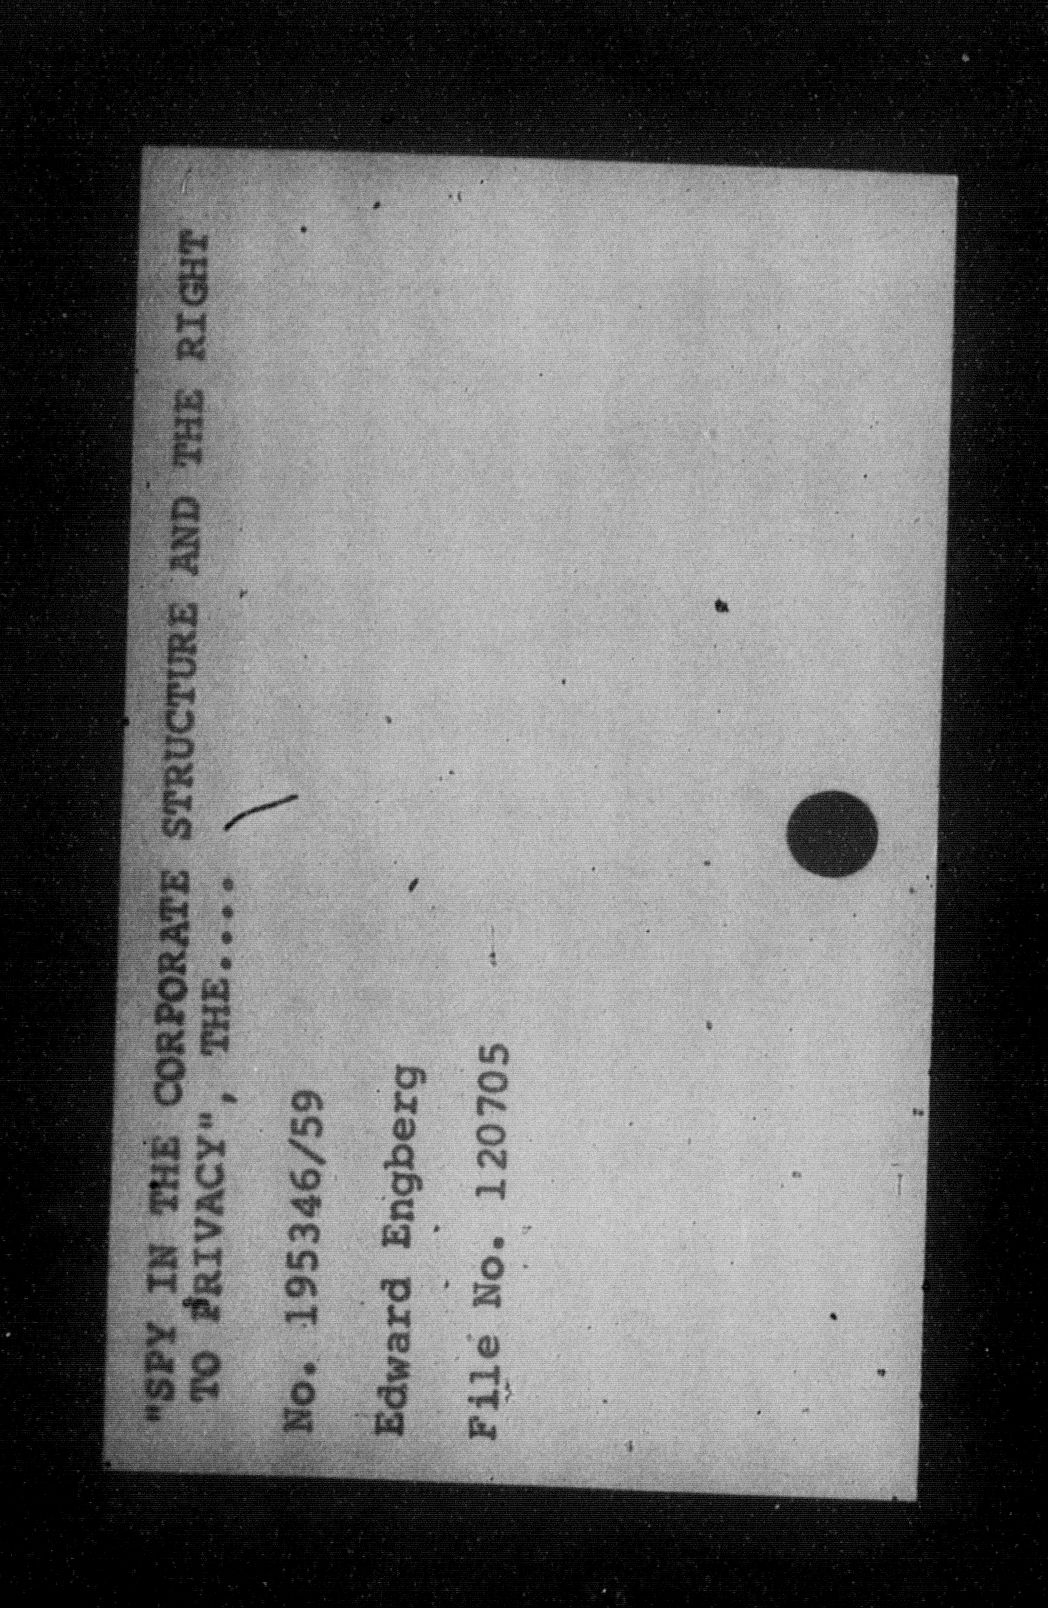 "SPY IN THE CORPORATE STRUCTURE AND THE RIGHT
TO PRIVACY", THE....
No. 195346/59
Edward Engberg
File No. 120705